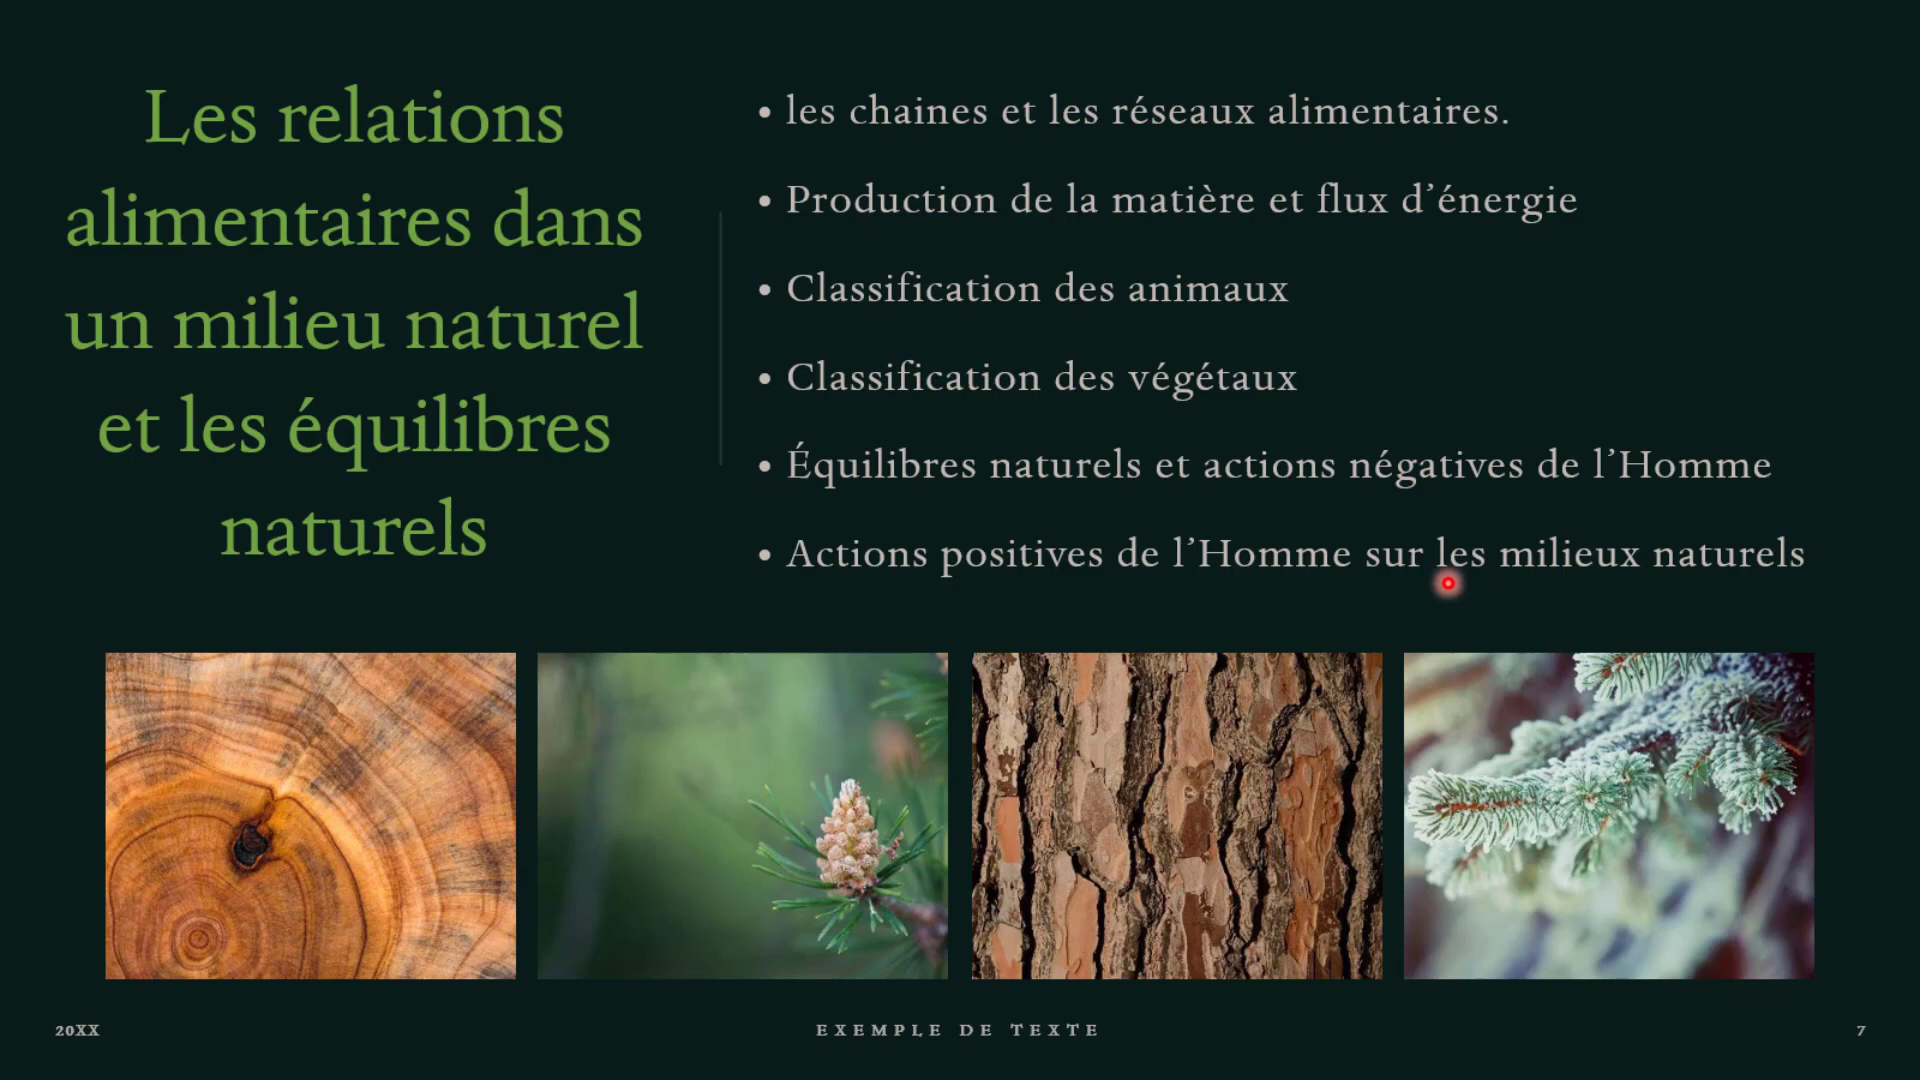 Les relations
alimentaires dans
un milieu naturel
et les équilibres
naturels
• les chaines et les réseaux alimentaires.
• Production de la matière et flux d’énergie
• Classification des animaux
• Classification des végétaux
• Équilibres naturels et actions négatives de l’Homme
• Actions positives de l’Homme sur les milieux naturels
20XX
EXEMPLE DE TEXTE
7